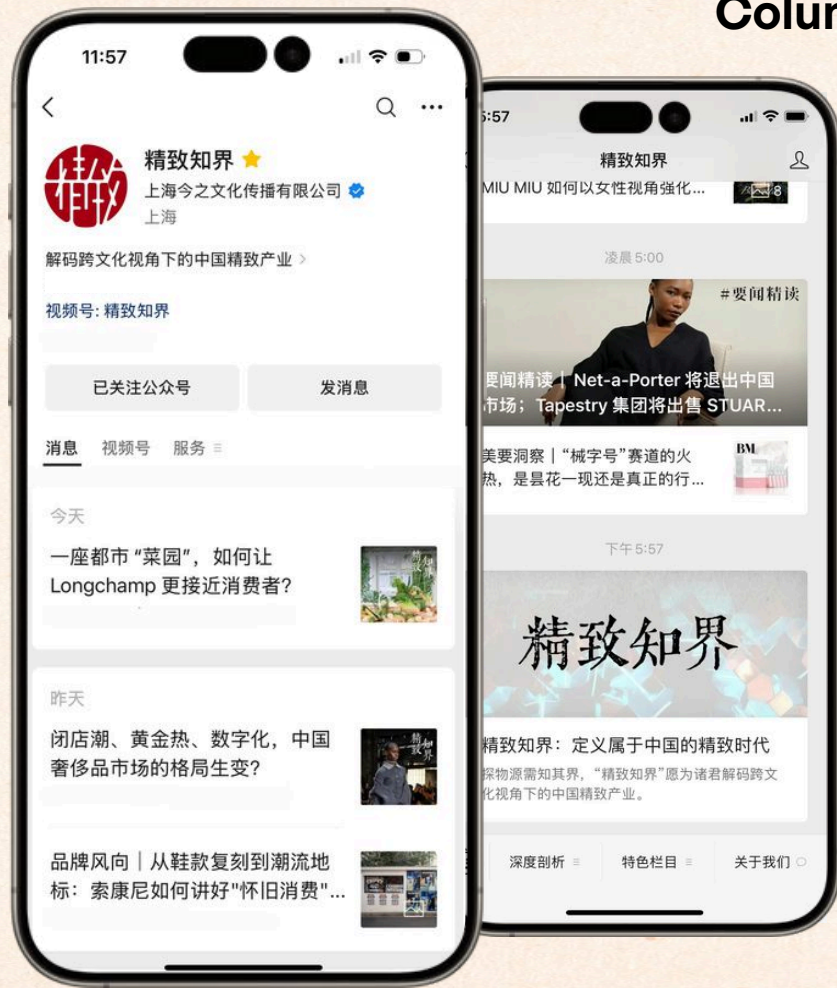 Colum
11:57
精致知界
上海今之文化传播有限公司
上海
解码跨文化视角下的中国精致产业
视频号: 精致知界
已关注公众号
发消息
消息 视频号 服务
今天
一座都市“菜园”，如何让
Longchamp 更接近消费者?
昨天
闭店潮、黄金热、数字化，中国
奢侈品市场的格局生变?
品牌风向｜从鞋款复刻到潮流地
标：索康尼如何讲好"怀旧消费"...
5:57
精致知界
MIU MIU 如何以女性视角强化...
8
凌晨 5:00
#要闻精读
要闻精读｜Net-a-Porter 将退出中国
市场；Tapestry 集团将出售 STUAR...
美要洞察｜“械字号”赛道的火
热，是昙花一现还是真正的行...
BM
下午 5:57
精致知界
精致知界：定义属于中国的精致时代
探物源需知其界，“精致知界”愿为诸君解码跨文
化视角下的中国精致产业。
深度剖析 特色栏目 关于我们